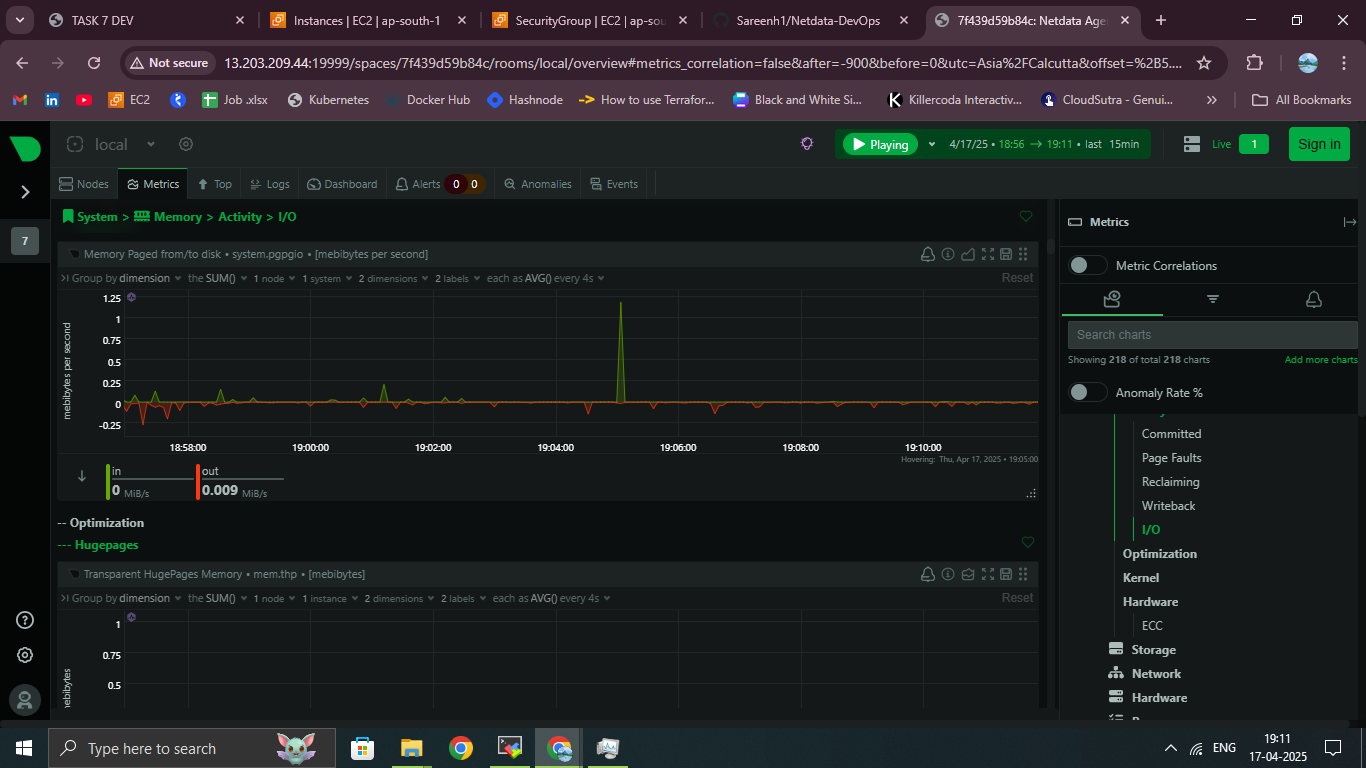 TASK 7 DEV
Instances | EC2 | ap-south-1
SecurityGroup | EC2 | ap-sou
Sareenh1/Netdata-DevOps
7f439d59b84c: Netdata Age
Not secure
13.203.209.44:19999/spaces/7f439d59b84c/rooms/local/overview#metrics_correlation=false&after=-900&before=0&utc=Asia%2FCalcutta&offset=%2B5....
EC2
Job .xlsx
Kubernetes
Docker Hub
Hashnode
How to use Terrafor...
Black and White Si...
Killercoda Interactiv...
CloudSutra - Genui...
All Bookmarks
local
Playing
4/17/25 • 18:56 → 19:11 • last 15min
Live
1
Sign in
Nodes
Metrics
Top
Logs
Dashboard
Alerts
0
0
Anomalies
Events
7
System > Memory > Activity > I/O
Memory Paged from/to disk • system.pgpgio • [mebibytes per second]
Group by dimension the SUM() 1 node 1 system 2 dimensions 2 labels each as AVG() every 4s
Reset
mebibytes per second
1.25
1
0.75
0.5
0.25
0
-0.25
18:58:00
19:00:00
19:02:00
19:04:00
19:06:00
19:08:00
19:10:00
Hovering: Thu, Apr 17, 2025 • 19:05:00
in
0 MiB/s
out
0.009 MiB/s
-- Optimization
--- Hugepages
Transparent HugePages Memory • mem.thp • [mebibytes]
Group by dimension the SUM() 1 node 1 instance 2 dimensions 2 labels each as AVG() every 4s
Reset
1
0.75
0.5
Metrics
Metric Correlations
Search charts
Showing 218 of total 218 charts
Add more charts
Anomaly Rate %
Committed
Page Faults
Reclaiming
Writeback
I/O
Optimization
Kernel
Hardware
ECC
Storage
Network
Hardware
Type here to search
ENG
19:11
17-04-2025